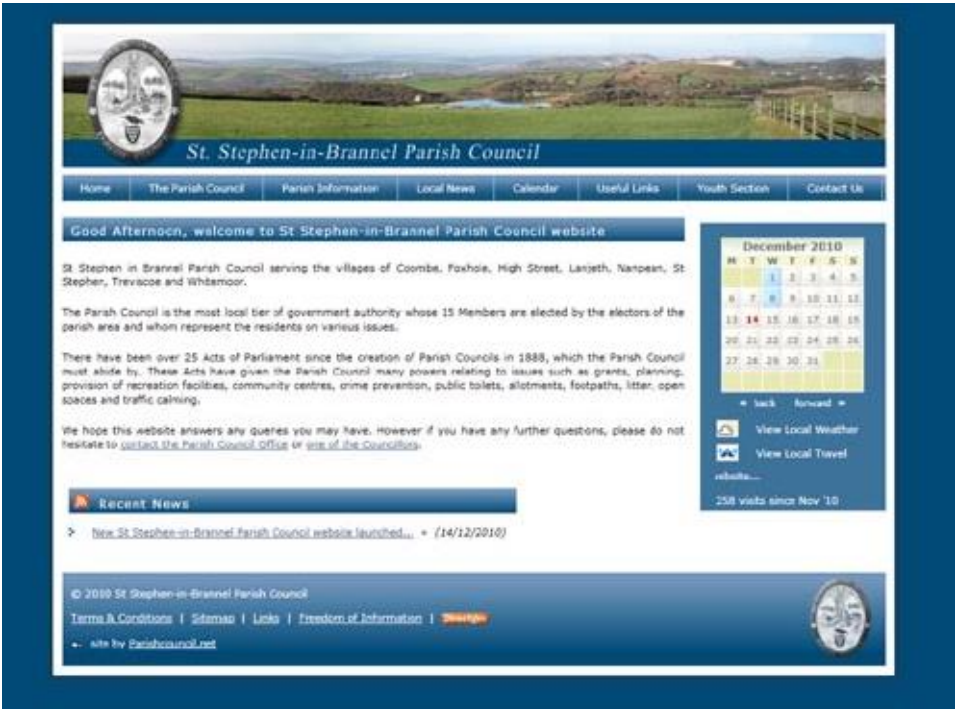 St. Stephen-in-Brannel Parish Council
Home The Parish Council Parish Information Local News Calendar Useful Links Youth Section Contact Us
Good Afternoon, welcome to St Stephen-in-Brannel Parish Council website
St Stephen in Brannel Parish Council serving the villages of Coombe, Foxhole, High Street, Lanjeth, Nanpean, St
Stephen, Treviscoe and Whitemoor.
The Parish Council is the most local tier of government authority whose 15 Members are elected by the electors of the
parish area and whom represent the residents on various issues.
There have been over 25 Acts of Parliament since the creation of Parish Councils in 1888, which the Parish Council
must abide by. These Acts have given the Parish Council many powers relating to issues such as grants, planning,
provision of recreation facilities, community centres, crime prevention, public toilets, allotments, footpaths, litter, open
spaces and traffic calming.
We hope this website answers any queries you may have. However if you have any further questions, please do not
hesitate to contact the Parish Council Office or one of the Councillors.
Recent News
New St Stephen-in-Brannel Parish Council website launched... - (14/12/2010)
December 2010
M T W T F S S
1 2 3 4 5
6 7 8 9 10 11 12
13 14 15 16 17 18 19
20 21 22 23 24 25 26
27 28 29 30 31
« back forward »
View Local Weather
View Local Travel
website...
258 visits since Nov '10
© 2010 St Stephen-in-Brannel Parish Council
Terms & Conditions | Sitemap | Links | Freedom of Information |
site by Parishcouncil.net